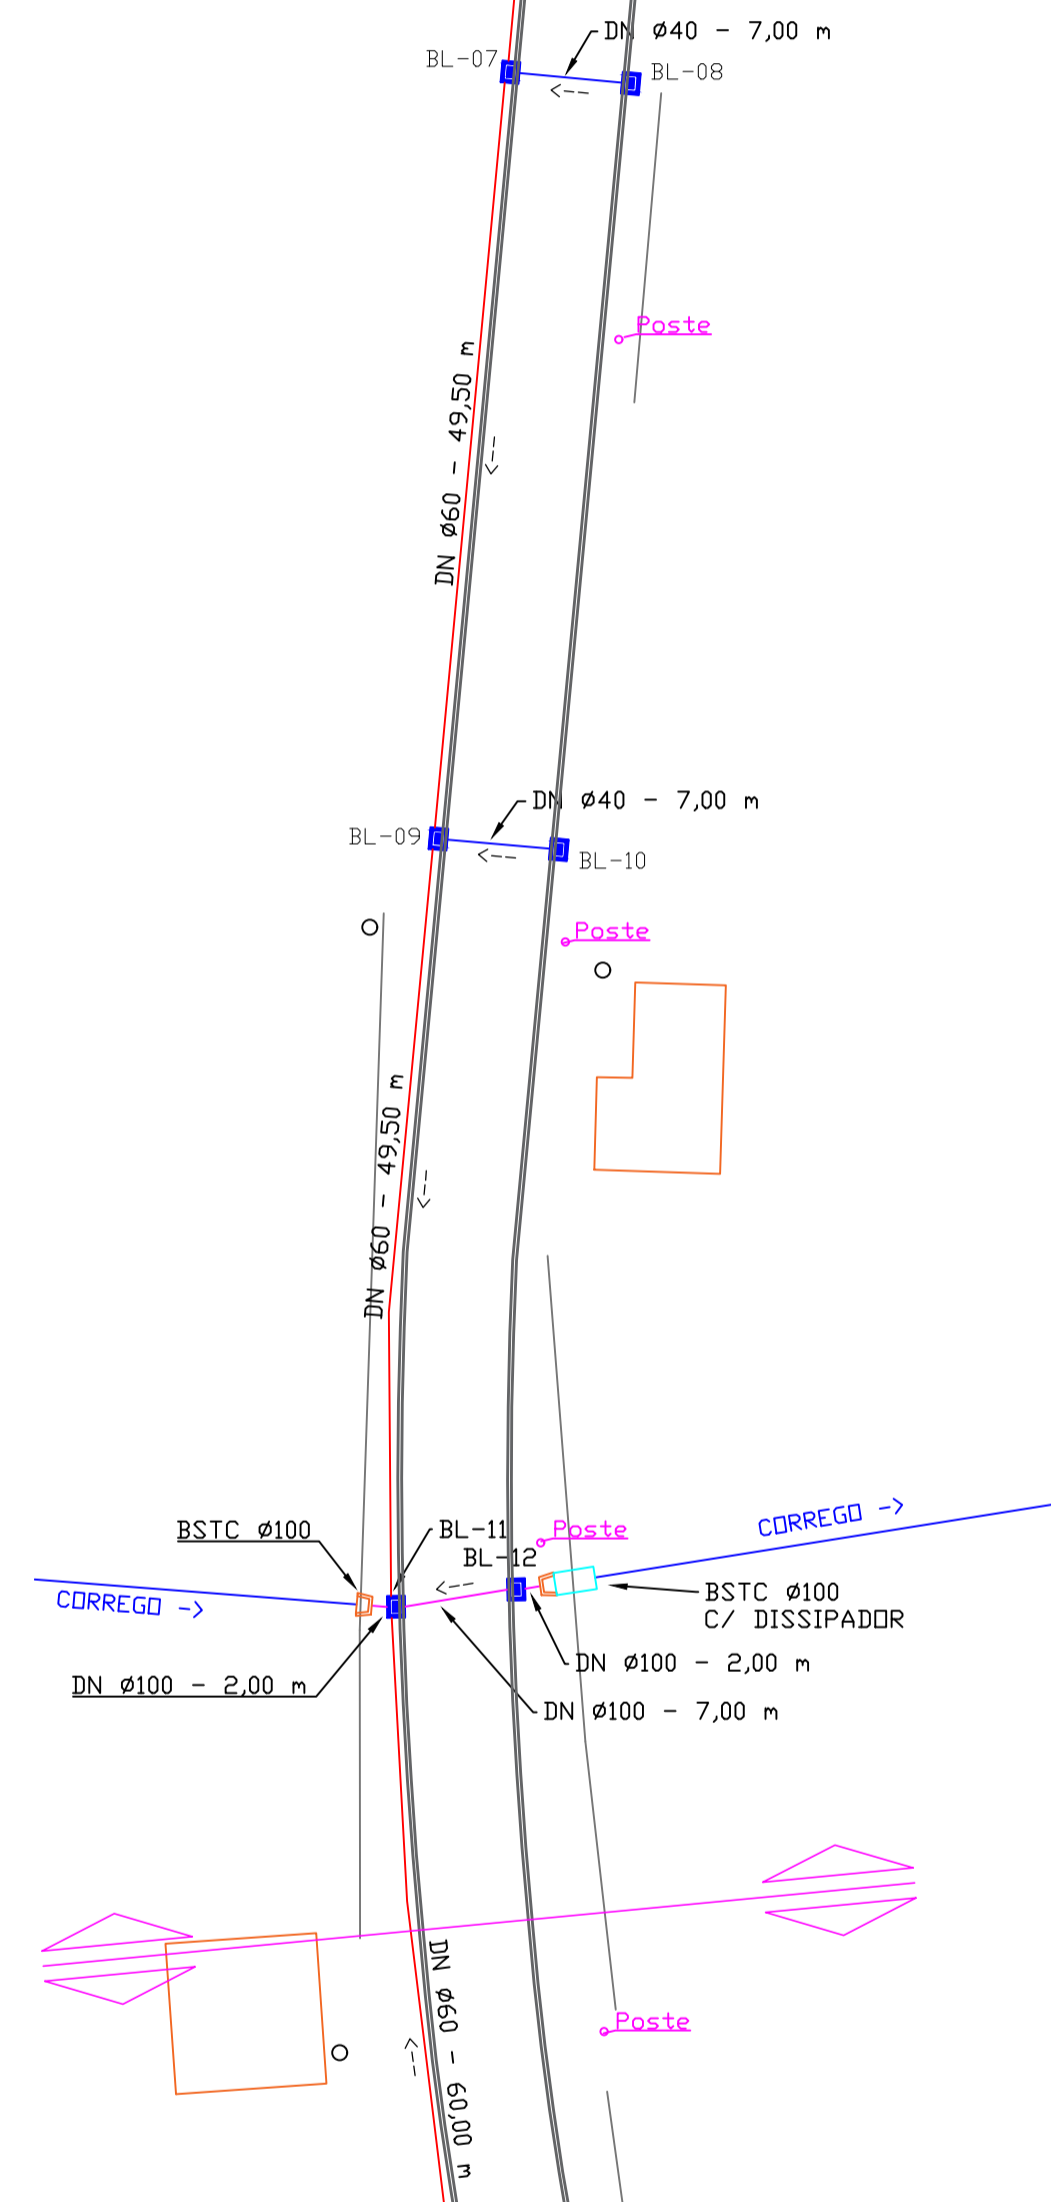 DN Ø40 - 7,00 m
BL-07
BL-08
Poste
DN Ø60 - 49,50 m
DN Ø40 - 7,00 m
BL-09
BL-10
Poste
DN Ø60 - 49,50 m
CORREGO ->
BSTC Ø100
BL-11
Poste
BL-12
BSTC Ø100
C/ DISSIPADOR
CORREGO ->
DN Ø100 - 2,00 m
DN Ø100 - 2,00 m
DN Ø100 - 7,00 m
DN Ø60 - 60,00 m
Poste